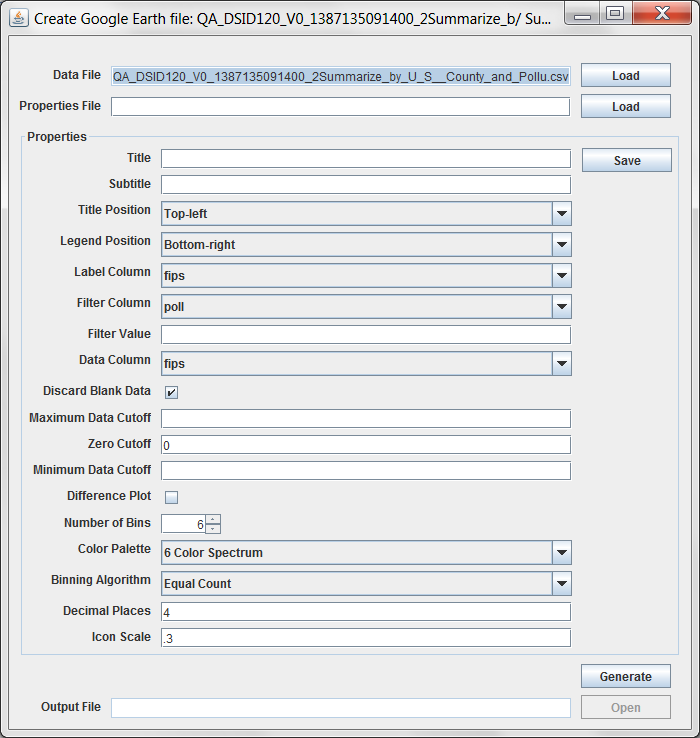 Create Google Earth file: QA_DSID120_V0_1387135091400_2Summarize_b/ Su...
Data File QA_DSID120_V0_1387135091400_2Summarize_by_U_S__County_and_Pollu.csv Load
Properties File Load
Properties
Title Save
Subtitle
Title Position Top-left
Legend Position Bottom-right
Label Column fips
Filter Column poll
Filter Value
Data Column fips
Discard Blank Data
Maximum Data Cutoff
Zero Cutoff 0
Minimum Data Cutoff
Difference Plot
Number of Bins 6
Color Palette 6 Color Spectrum
Binning Algorithm Equal Count
Decimal Places 4
Icon Scale .3
Generate
Output File Open